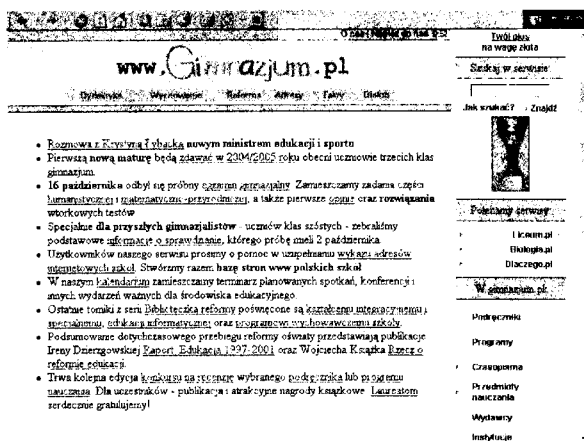 Twój głos
na wagę złota
www.Gimnazjum.pl
Szukaj w serwisie
Jak szukać? Znajdź
Dydaktyka Wychowanie Reforma Adresy Fakty Dialogi
Rozmowa z Krystyną Łybacką nowym ministrem edukacji i sportu
Pierwszą nową maturę będą zdawać w 2004/2005 roku obecni uczniowie trzecich klas
gimnazjum.
16 października odbył się próbny egzamin gimnazjalny. Zamieszczamy zadania części
humanistycznej i matematyczno-przyrodniczej, a także pierwsze opinie oraz rozwiązania
wtorkowych testów
Specjalnie dla przyszłych gimnazjalistów - uczniów klas szóstych - zebraliśmy
podstawowe informacje o sprawdzianie, którego próbę mieli 2 października.
Użytkowników naszego serwisu prosimy o pomoc w uzupełnianiu wykazu adresów
internetowych szkół. Stwórzmy razem bazę stron www polskich szkół
W naszym kalendarium zamieszczamy terminarz planowanych spotkań, konferencji i
innych wydarzeń ważnych dla środowiska edukacyjnego.
Ostatnie tomiki z serii Biblioteczka reformy poświęcone są kształceniu integracyjnemu i
specjalnemu, edukacji informatycznej oraz programowi wychowawczemu szkoły.
Podsumowanie dotychczasowego przebiegu reformy oświaty przedstawiają publikacje
Ireny Dzierzgowskiej Raport. Edukacja 1997-2001 oraz Wojciecha Książka Rzecz o
reformie edukacji.
Trwa kolejna edycja konkursu na recenzję wybranego podręcznika lub programu
nauczania. Dla uczestników - publikacja i atrakcyjne nagrody książkowe. Laureatom
serdecznie gratulujemy!
Polecamy serwisy
Liceum.pl
Biologia.pl
Dlaczego.pl
W gimnazjum.pl
Podręczniki
Programy
Czasopisma
Przedmioty
nauczania
Wydawcy
Instytucje